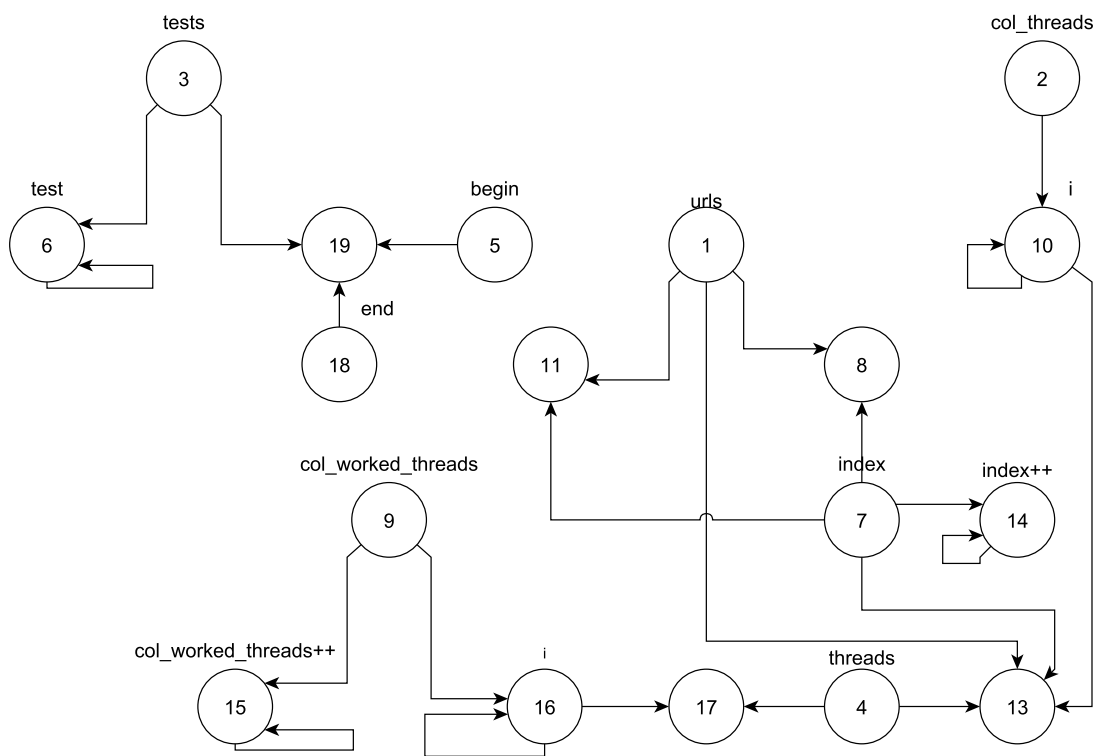 tests
col_threads
3
2
test
begin
urls
i
6
19
5
1
10
end
18
11
8
col_worked_threads
index
index++
9
7
14
col_worked_threads++
i
threads
15
16
17
4
13